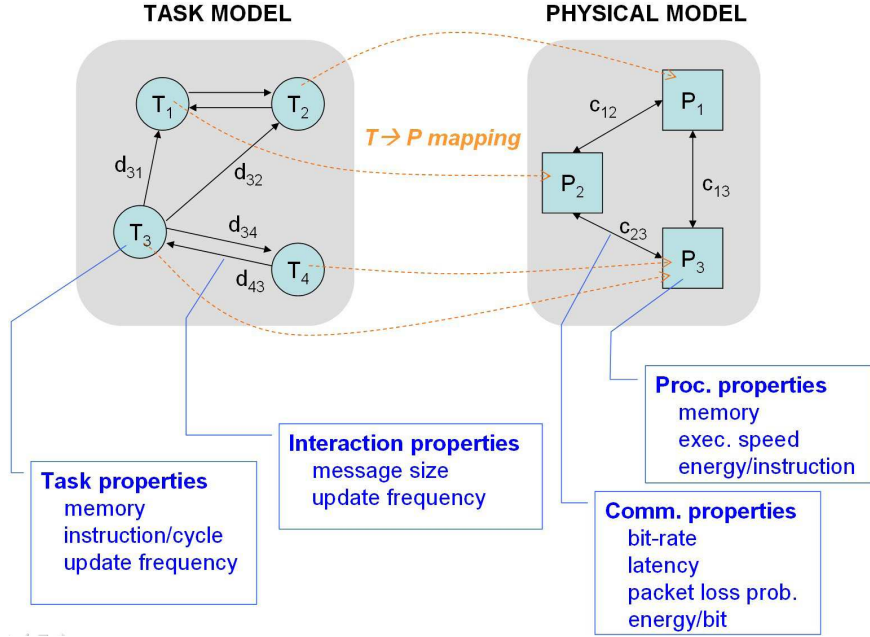 TASK MODEL
PHYSICAL MODEL
T1
T2
d31
d32
T3
d34
d43
T4
T→ P mapping
P1
c12
P2
c13
c23
P3
Task properties
memory
instruction/cycle
update frequency
Interaction properties
message size
update frequency
Proc. properties
memory
exec. speed
energy/instruction
Comm. properties
bit-rate
latency
packet loss prob.
energy/bit